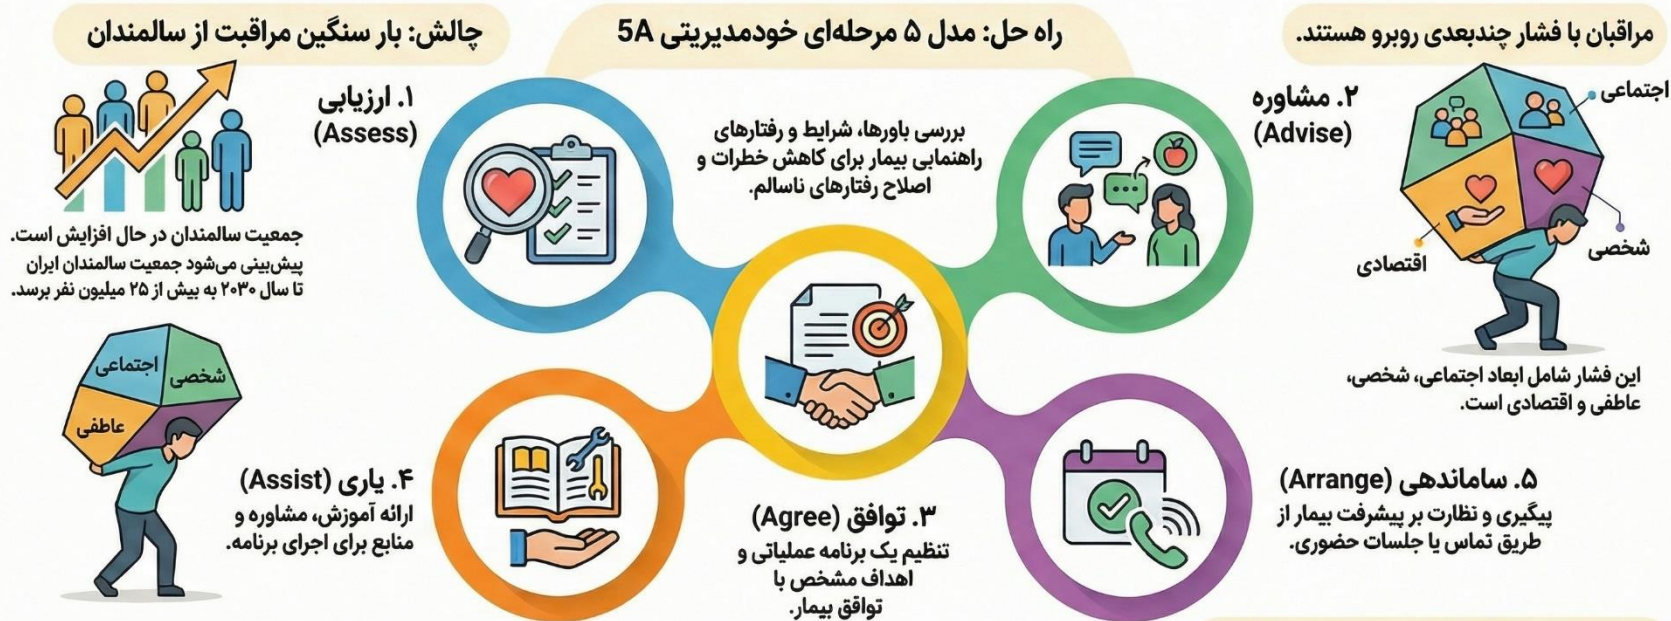 مراقبان با فشار چندبعدی روبرو هستند.
اجتماعی
شخصی
اقتصادی
این فشار شامل ابعاد اجتماعی، شخصی،
عاطفی و اقتصادی است.
راه حل: مدل ۵ مرحله‌ای خودمدیریتی 5A
۱. ارزیابی
(Assess)
بررسی باورها، شرایط و رفتارهای
راهنمایی بیمار برای کاهش خطرات و
اصلاح رفتارهای ناسالم.
۲. مشاوره
(Advise)
۳. توافق (Agree)
تنظیم یک برنامه عملیاتی و
اهداف مشخص با
توافق بیمار.
۴. یاری (Assist)
ارائه آموزش، مشاوره و
منابع برای اجرای برنامه.
۵. ساماندهی (Arrange)
پیگیری و نظارت بر پیشرفت بیمار از
طریق تماس یا جلسات حضوری.
چالش: بار سنگین مراقبت از سالمندان
جمعیت سالمندان در حال افزایش است.
پیش‌بینی می‌شود جمعیت سالمندان ایران
تا سال ۲۰۳۰ به بیش از ۲۵ میلیون نفر برسد.
اجتماعی
شخصی
عاطفی